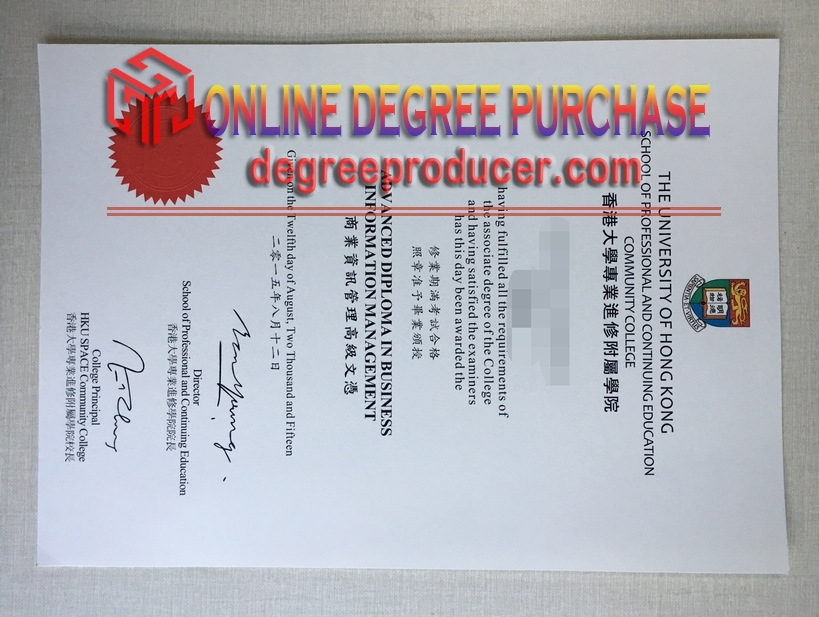 ONLINE DEGREE PURCHASE
degreeproducer.com
THE UNIVERSITY OF HONG KONG
SCHOOL OF PROFESSIONAL AND CONTINUING EDUCATION
COMMUNITY COLLEGE
香港大學專業進修附屬學院
having fulfilled all the requirements of
the associate degree of the College
and having satisfied the examiners
has this day been awarded the
修業期滿考試合格
照章准予畢業頒授
ADVANCED DIPLOMA IN BUSINESS
INFORMATION MANAGEMENT
商業資訊管理高級文憑
Given on the Twelfth day of August, Two Thousand and Fifteen
二零一五年八月十二日
Director
School of Professional and Continuing Education
香港大學專業進修學院院長
College Principal
HKU SPACE Community College
香港大學專業進修附屬學院校長